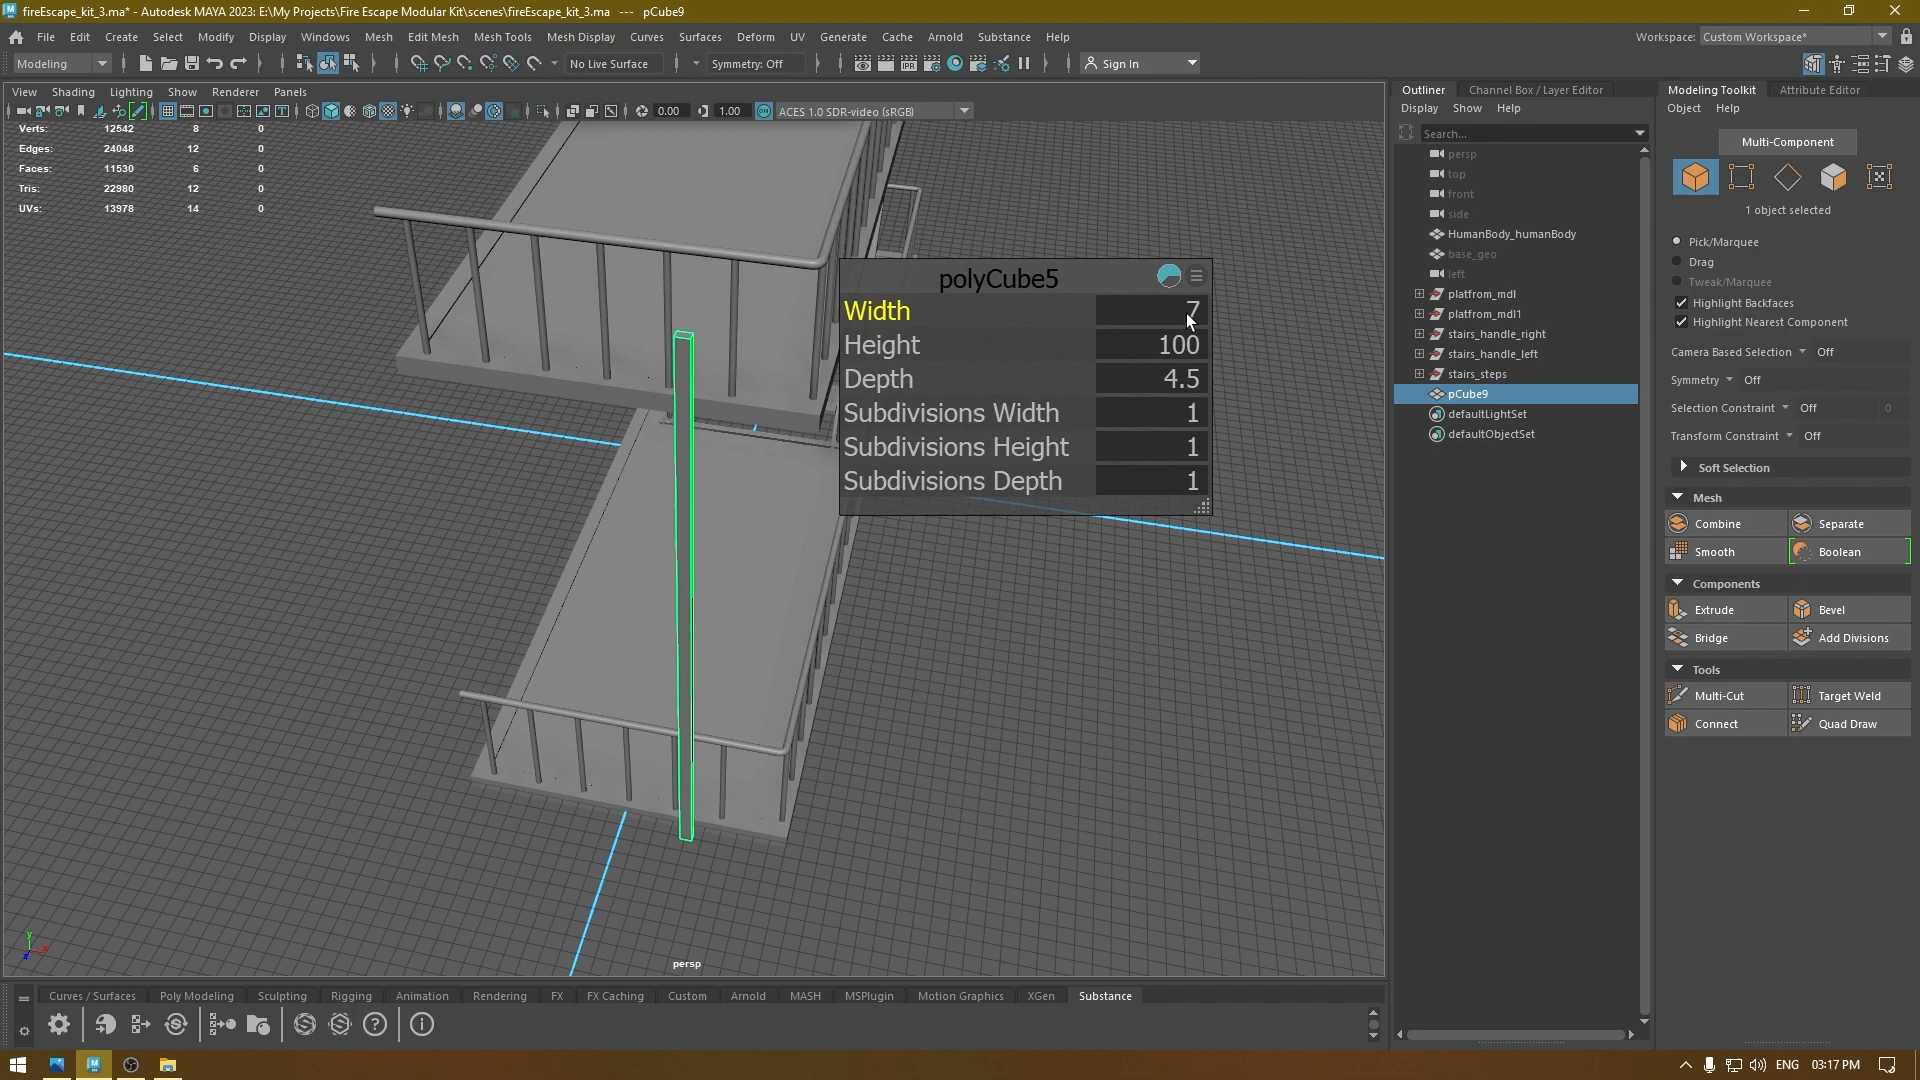 fireEscape_kit_3.ma* - Autodesk MAYA 2023: E:\My Projects\Fire Escape Modular Kit\scenes\fireEscape_kit_3.ma --- pCube9
File Edit Create Select Modify Display Windows Mesh Edit Mesh Mesh Tools Mesh Display Curves Surfaces Deform UV Generate Cache Arnold Substance Help
Workspace: Custom Workspace*
Modeling
No Live Surface
Symmetry: Off
IPR
Sign In
View Shading Lighting Show Renderer Panels
0.00
1.00
ACES 1.0 SDR-video (sRGB)
Verts: 12542 8 0
Edges: 24048 12 0
Faces: 11530 6 0
Tris: 22980 12 0
UVs: 13978 14 0
polyCube5
Width 7
Height 100
Depth 4.5
Subdivisions Width 1
Subdivisions Height 1
Subdivisions Depth 1
persp
Outliner Channel Box / Layer Editor
Display Show Help
Search...
persp
top
front
side
HumanBody_humanBody
base_geo
left
platfrom_mdl
platfrom_mdl1
stairs_handle_right
stairs_handle_left
stairs_steps
pCube9
defaultLightSet
defaultObjectSet
Modeling Toolkit Attribute Editor
Object Help
Multi-Component
1 object selected
Pick/Marquee
Drag
Tweak/Marquee
Highlight Backfaces
Highlight Nearest Component
Camera Based Selection Off
Symmetry Off
Selection Constraint Off 0
Transform Constraint Off
Soft Selection
Mesh
Combine Separate
Smooth Boolean
Components
Extrude Bevel
Bridge Add Divisions
Tools
Multi-Cut Target Weld
Connect Quad Draw
Curves / Surfaces Poly Modeling Sculpting Rigging Animation Rendering FX FX Caching Custom Arnold MASH MSPlugin Motion Graphics XGen Substance
ENG 03:17 PM